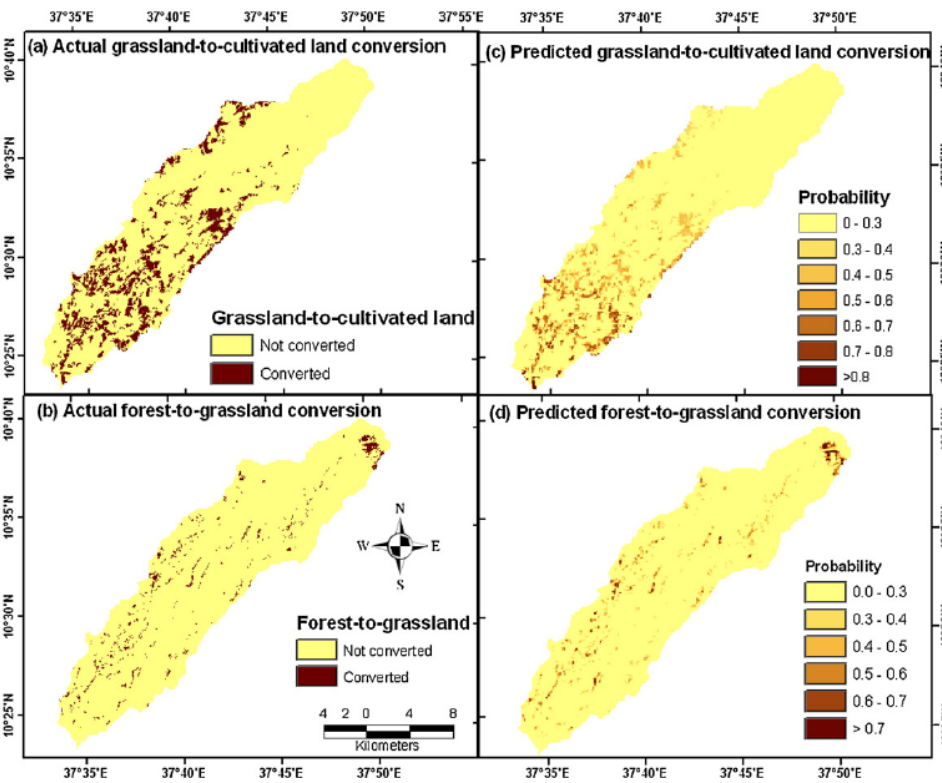 37°35'E 37°40'E 37°45'E 37°50'E 37°55'E 37°35'E 37°40'E 37°45'E 37°50'E
(a) Actual grassland-to-cultivated land conversion
10°40'N
10°35'N
10°30'N
10°25'N
Grassland-to-cultivated land
Not converted
Converted
(c) Predicted grassland-to-cultivated land conversion
Probability
0 - 0.3
0.3 - 0.4
0.4 - 0.5
0.5 - 0.6
0.6 - 0.7
0.7 - 0.8
>0.8
(b) Actual forest-to-grassland conversion
10°40'N
10°35'N
10°30'N
10°25'N
N
W E
S
Forest-to-grassland
Not converted
Converted
4 2 0 4 8
Kilometers
(d) Predicted forest-to-grassland conversion
Probability
0.0 - 0.3
0.3 - 0.4
0.4 - 0.5
0.5 - 0.6
0.6 - 0.7
> 0.7
37°35'E 37°40'E 37°45'E 37°50'E 37°35'E 37°40'E 37°45'E 37°50'E